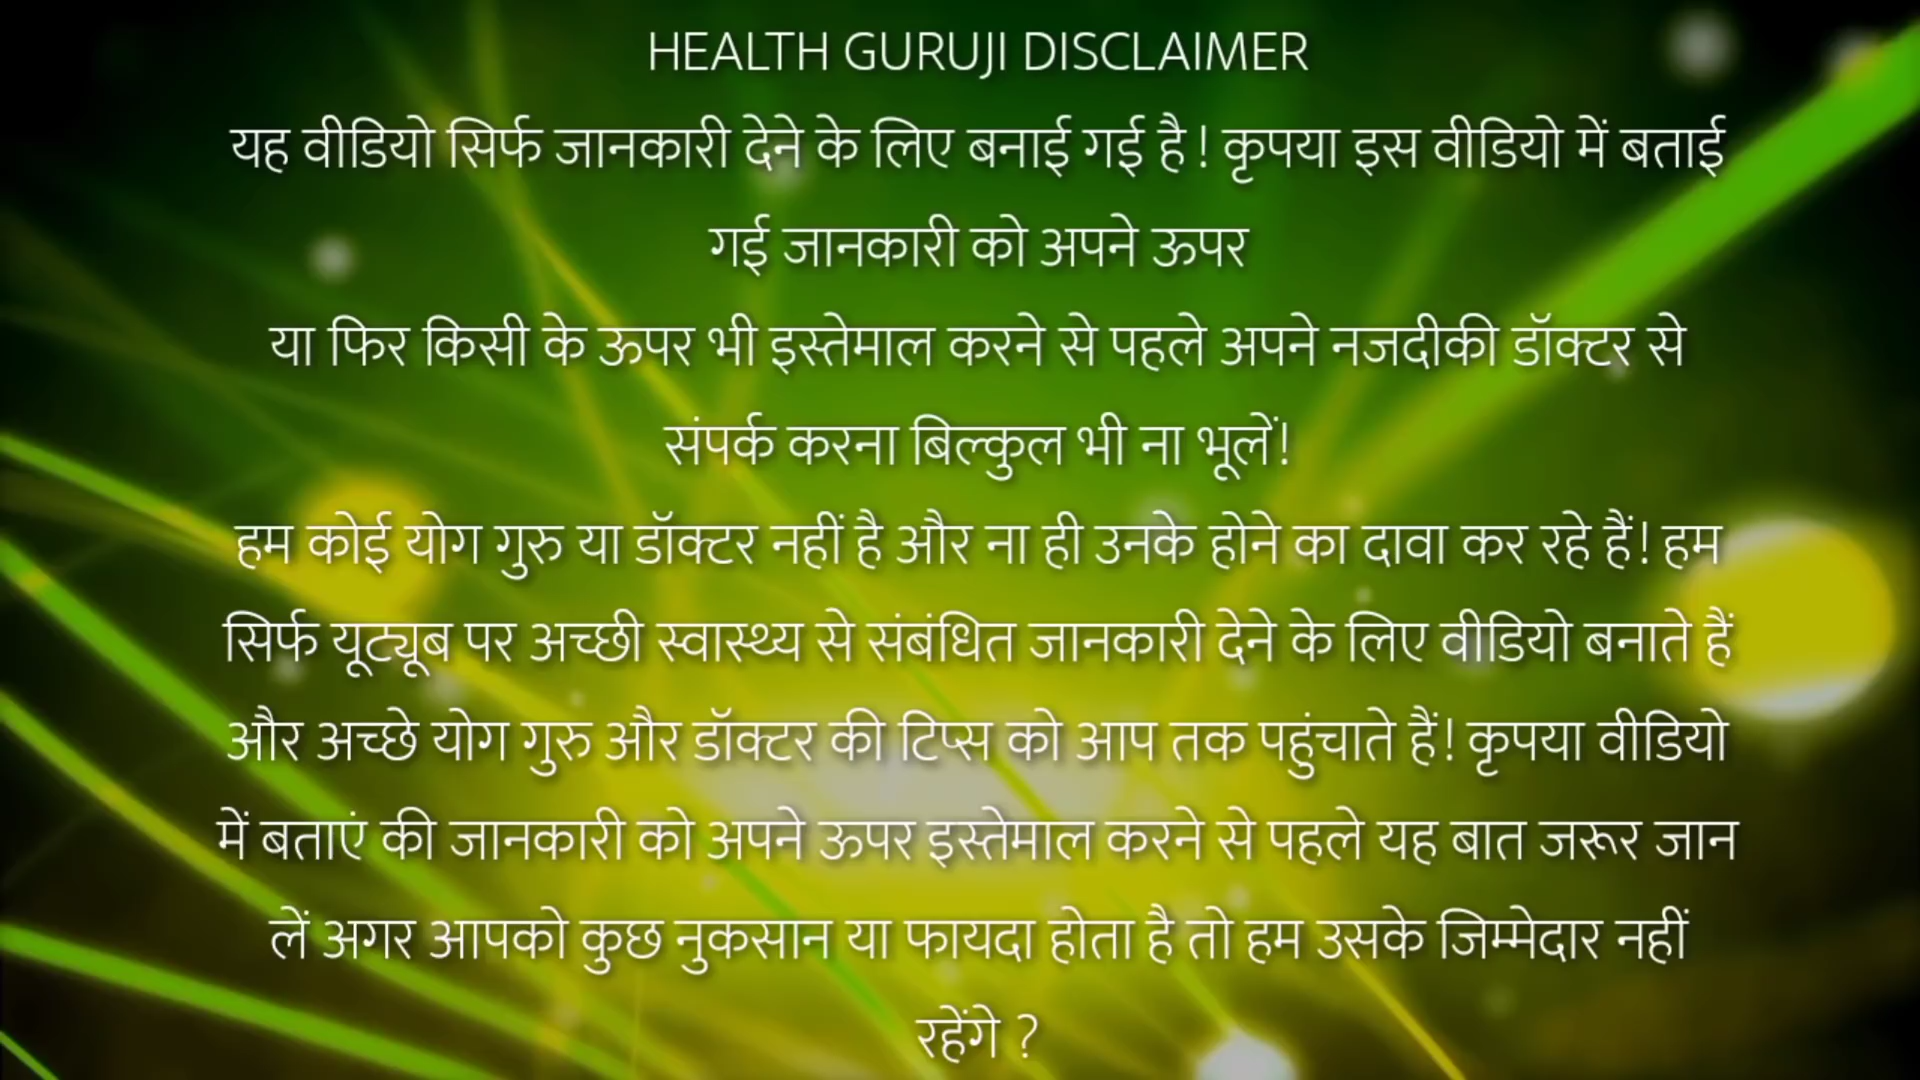 HEALTH GURUJI DISCLAIMER
यह वीडियो सिर्फ जानकारी देने के लिए बनाई गई है ! कृपया इस वीडियो में बताई
गई जानकारी को अपने ऊपर
या फिर किसी के ऊपर भी इस्तेमाल करने से पहले अपने नजदीकी डॉक्टर से
संपर्क करना बिल्कुल भी ना भूलें!
हम कोई योग गुरु या डॉक्टर नहीं है और ना ही उनके होने का दावा कर रहे हैं! हम
सिर्फ यूट्यूब पर अच्छी स्वास्थ्य से संबंधित जानकारी देने के लिए वीडियो बनाते हैं
और अच्छे योग गुरु और डॉक्टर की टिप्स को आप तक पहुंचाते हैं! कृपया वीडियो
में बताएं की जानकारी को अपने ऊपर इस्तेमाल करने से पहले यह बात जरूर जान
लें अगर आपको कुछ नुकसान या फायदा होता है तो हम उसके जिम्मेदार नहीं
रहेंगे ?